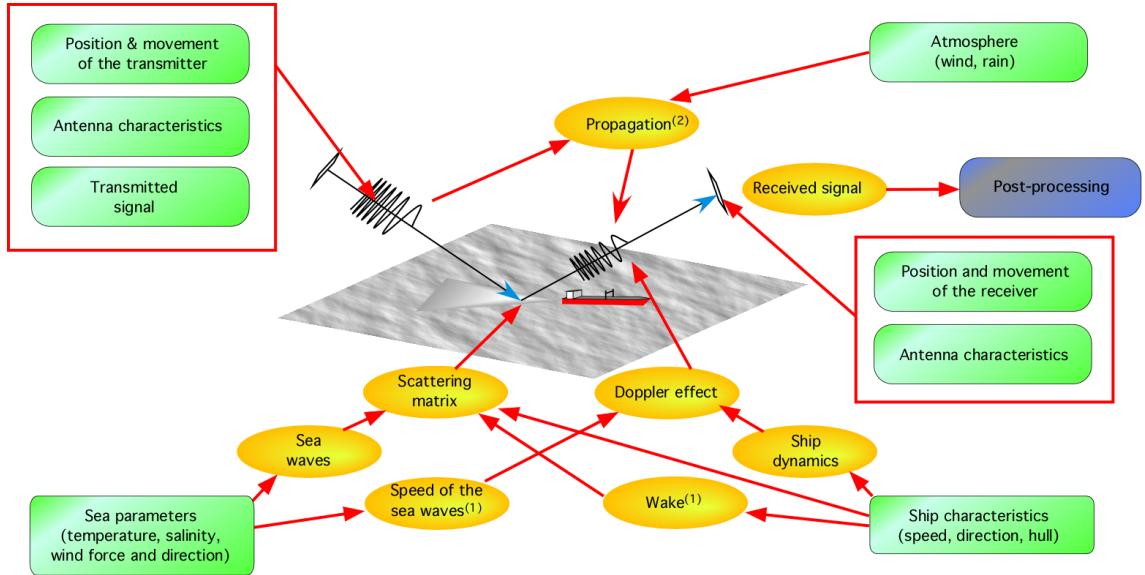 Position & movement
of the transmitter
Antenna characteristics
Transmitted
signal
Atmosphere
(wind, rain)
Propagation(2)
Received signal
Post-processing
Position and movement
of the receiver
Antenna characteristics
Scattering
matrix
Doppler effect
Sea
waves
Ship
dynamics
Speed of the
sea waves(1)
Wake(1)
Sea parameters
(temperature, salinity,
wind force and direction)
Ship characteristics
(speed, direction, hull)